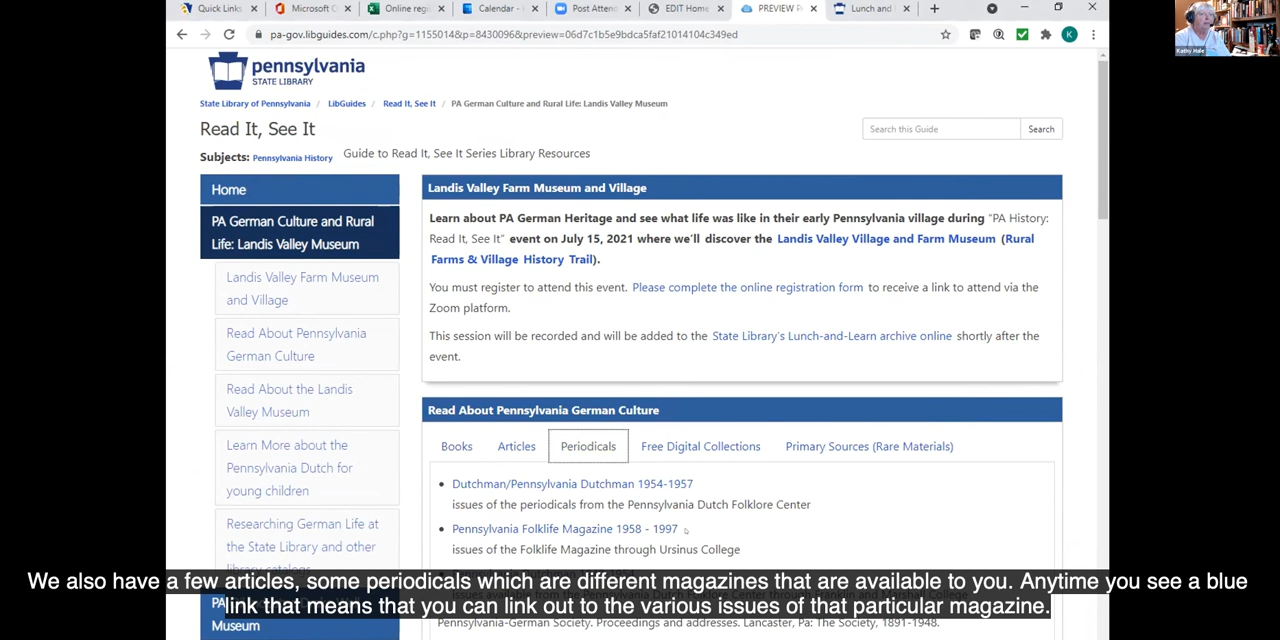 Quick Links
Microsoft O
Online regi
Calendar -
Post Attend
EDIT Home
PREVIEW P
Lunch and
pa-gov.libguides.com/c.php?g=1155014&p=8430096&preview=06d7c1b5e9bdca5faf21014104c349ed
K
Kathy Hale
pennsylvania
STATE LIBRARY
State Library of Pennsylvania / LibGuides / Read It, See It / PA German Culture and Rural Life: Landis Valley Museum
Read It, See It
Search this Guide
Search
Subjects: Pennsylvania History
Guide to Read It, See It Series Library Resources
Home
PA German Culture and Rural
Life: Landis Valley Museum
Landis Valley Farm Museum
and Village
Read About Pennsylvania
German Culture
Read About the Landis
Valley Museum
Learn More about the
Pennsylvania Dutch for
young children
Researching German Life at
the State Library and other
Museum
Landis Valley Farm Museum and Village
Learn about PA German Heritage and see what life was like in their early Pennsylvania village during “PA History:
Read It, See It” event on July 15, 2021 where we’ll discover the Landis Valley Village and Farm Museum (Rural
Farms & Village History Trail).
You must register to attend this event. Please complete the online registration form to receive a link to attend via the
Zoom platform.
This session will be recorded and will be added to the State Library’s Lunch-and-Learn archive online shortly after the
event.
Read About Pennsylvania German Culture
Books
Articles
Periodicals
Free Digital Collections
Primary Sources (Rare Materials)
Dutchman/Pennsylvania Dutchman 1954-1957
issues of the periodicals from the Pennsylvania Dutch Folklore Center
Pennsylvania Folklife Magazine 1958 - 1997
issues of the Folklife Magazine through Ursinus College
Pennsylvania-German Society. Proceedings and addresses. Lancaster, Pa: The Society, 1891-1948.
We also have a few articles, some periodicals which are different magazines that are available to you. Anytime you see a blue
link that means that you can link out to the various issues of that particular magazine.